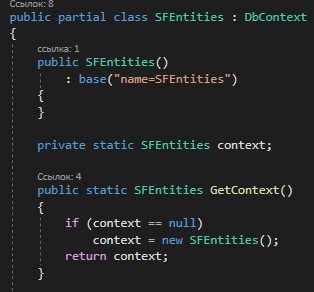 Ссылок: 8
public partial class SFEntities : DbContext
{
ссылка: 1
public SFEntities()
: base("name=SFEntities")
{
}
private static SFEntities context;
Ссылок: 4
public static SFEntities GetContext()
{
if (context == null)
context = new SFEntities();
return context;
}